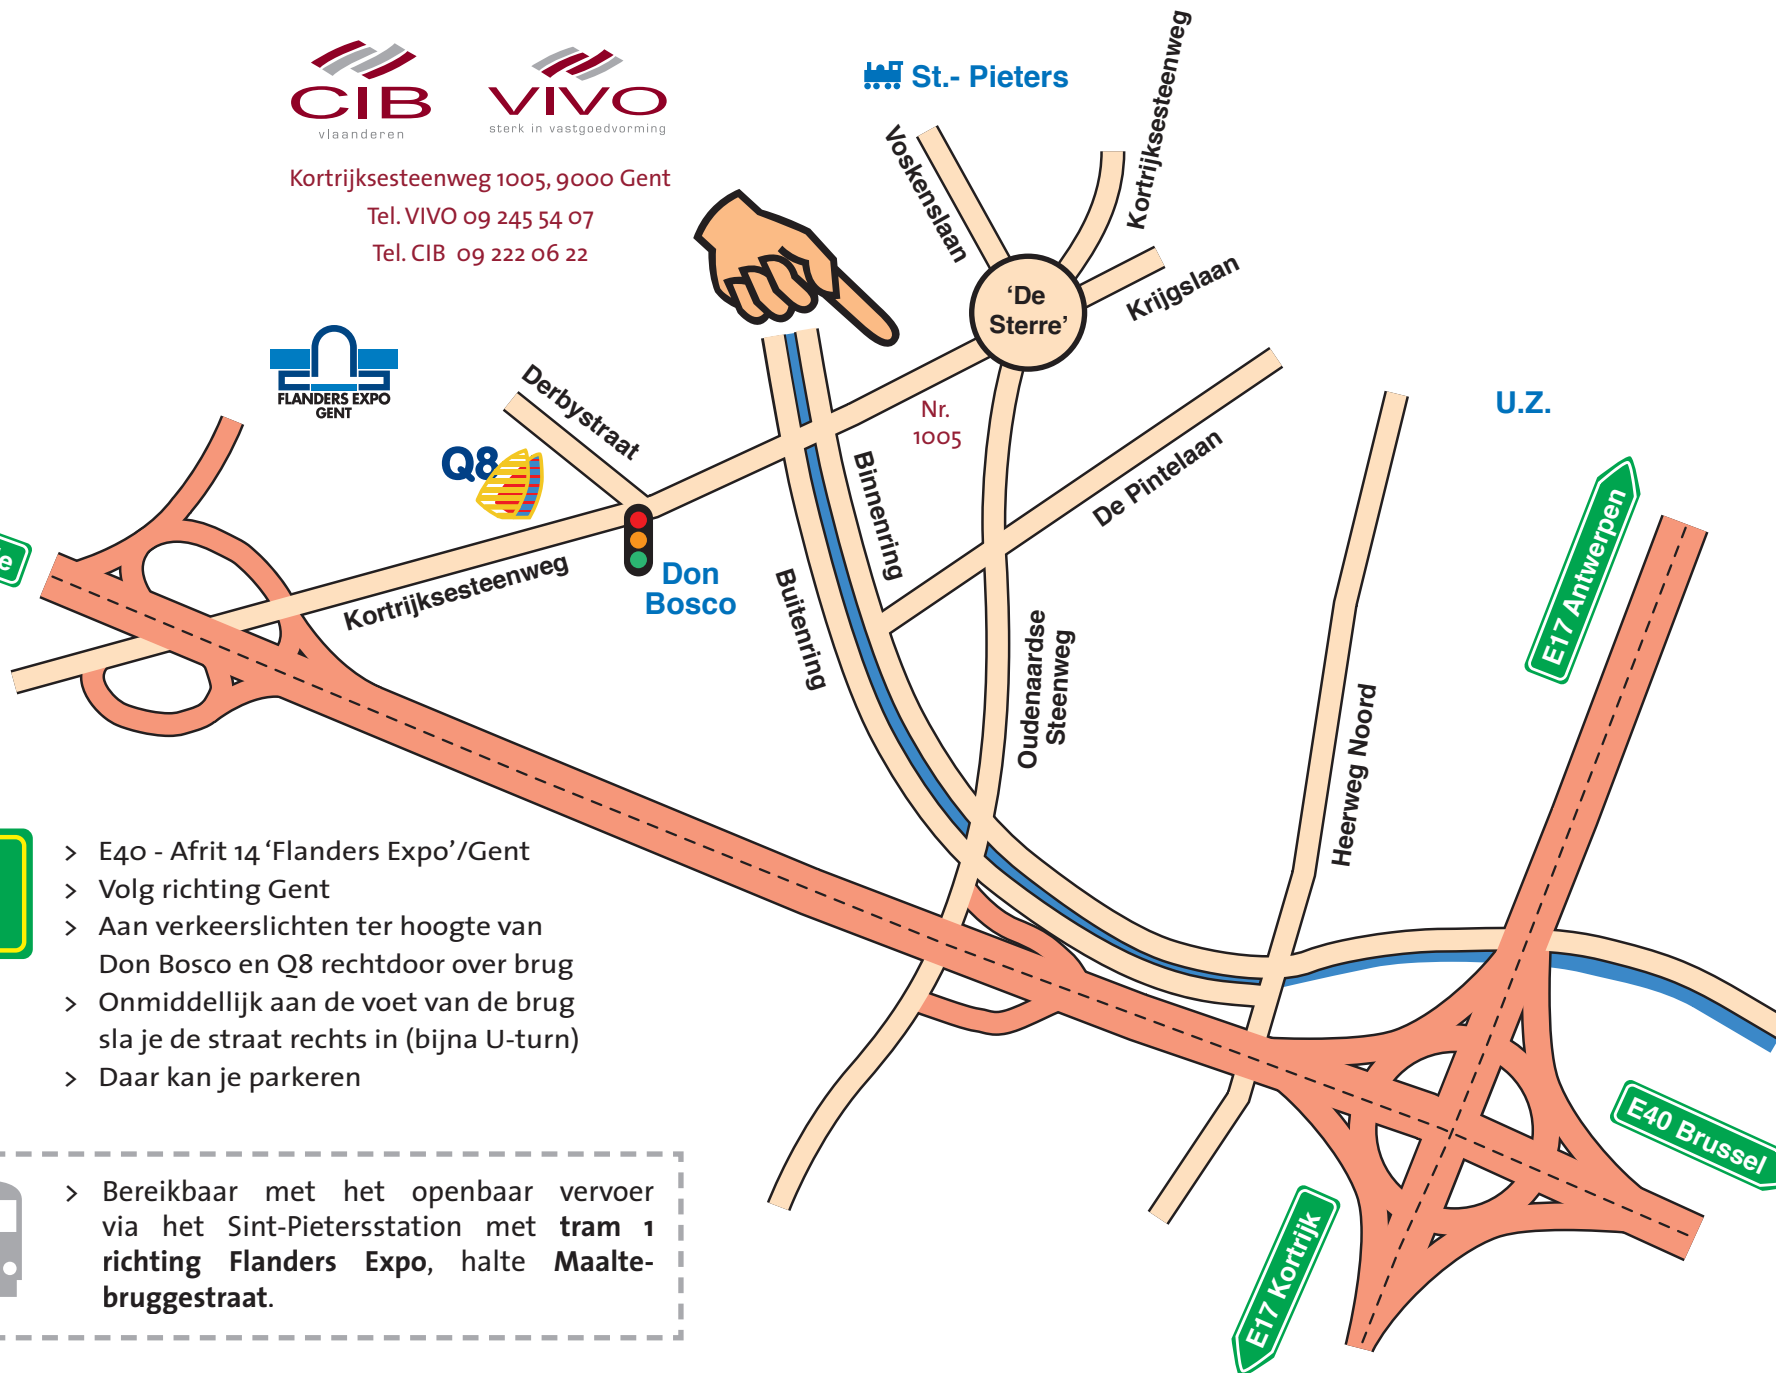 CIB
vlaanderen
VIVO
sterk in vastgoedvorming
Kortrijksesteenweg 1005, 9000 Gent
Tel. VIVO 09 245 54 07
Tel. CIB 09 222 06 22
St.- Pieters
Voskenslaan
Kortrijksesteenweg
Krijgslaan
‘De
Sterre’
FLANDERS EXPO
GENT
Derbystraat
Q8
Nr.
1005
U.Z.
De Pintelaan
Binnenring
Buitenring
Kortrijksesteenweg
Don
Bosco
Oudenaardse
Steenweg
Heerweg Noord
E17 Antwerpen
E40 Brussel
E17 Kortrijk
> E40 - Afrit 14 ‘Flanders Expo’/Gent
> Volg richting Gent
> Aan verkeerslichten ter hoogte van
Don Bosco en Q8 rechtdoor over brug
> Onmiddellijk aan de voet van de brug
sla je de straat rechts in (bijna U-turn)
> Daar kan je parkeren
> Bereikbaar met het openbaar vervoer
via het Sint-Pietersstation met tram 1
richting Flanders Expo, halte Maalte-
bruggestraat.